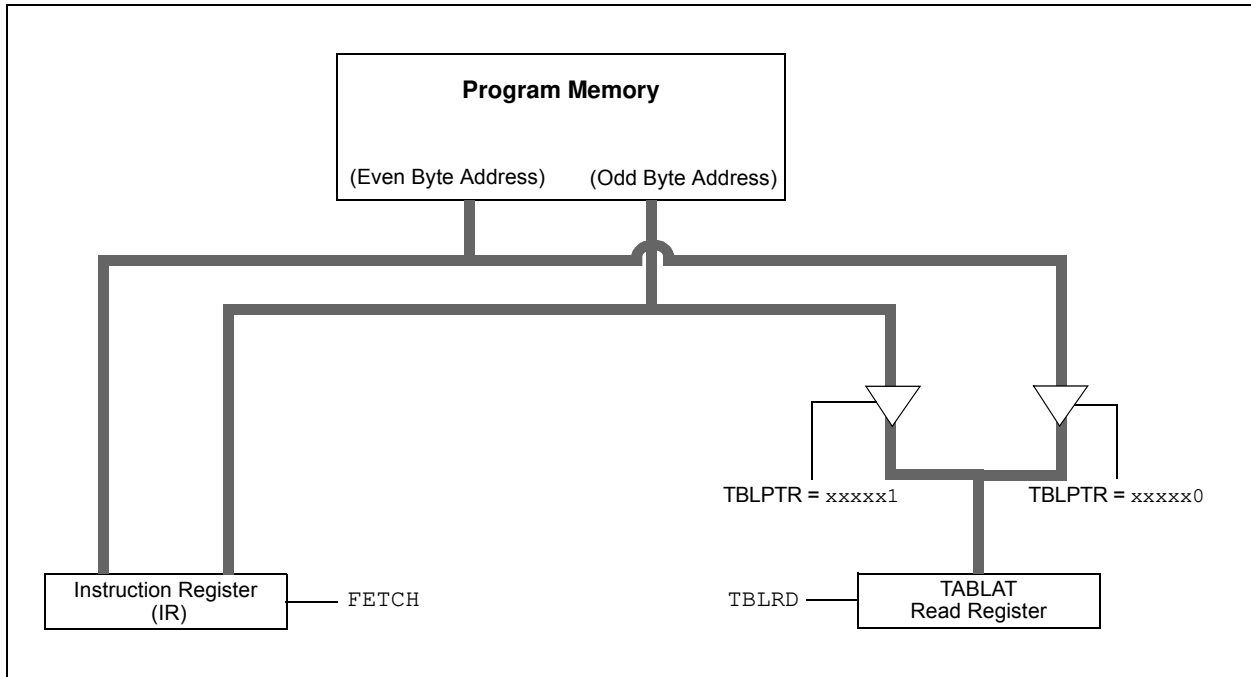 Program Memory
(Even Byte Address) (Odd Byte Address)
TBLPTR = xxxxx1
TBLPTR = xxxxx0
Instruction Register
(IR)
FETCH
TBLRD
TABLAT
Read Register